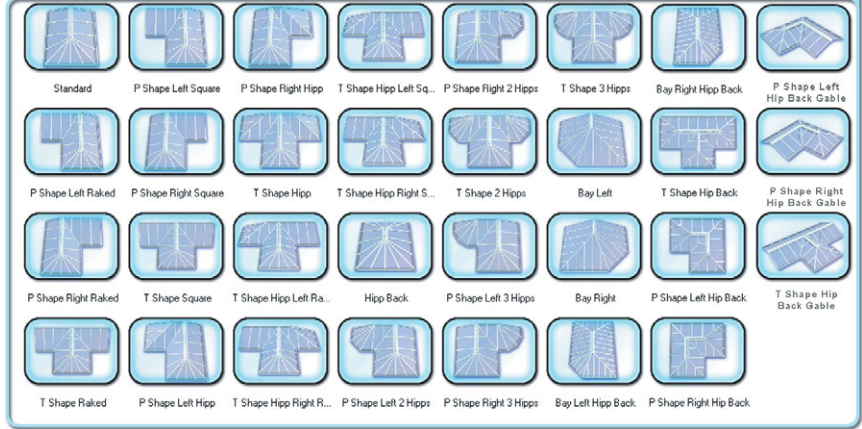 Standard
P Shape Left Square
P Shape Right Hipp
T Shape Hipp Left Sq...
P Shape Right 2 Hipps
T Shape 3 Hipps
Bay Right Hipp Back
P Shape Left
Hip Back Gable
P Shape Left Raked
P Shape Right Square
T Shape Hipp
T Shape Hipp Right S...
T Shape 2 Hipps
Bay Left
T Shape Hip Back
P Shape Right
Hip Back Gable
P Shape Right Raked
T Shape Square
T Shape Hipp Left Ra...
Hipp Back
P Shape Left 3 Hipps
Bay Right
P Shape Left Hip Back
T Shape Hip
Back Gable
T Shape Raked
P Shape Left Hipp
T Shape Hipp Right R...
P Shape Left 2 Hipps
P Shape Right 3 Hipps
Bay Left Hipp Back
P Shape Right Hip Back